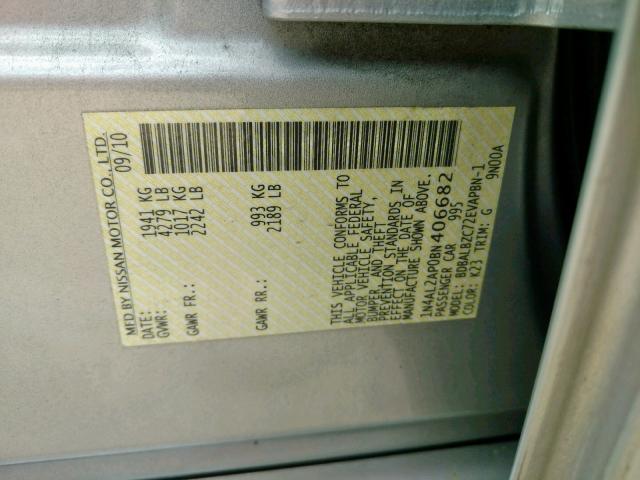 MFD BY NISSAN MOTOR CO., LTD.
DATE: 09/10
GVWR: 1941 KG
4279 LB
GAWR FR.: 1017 KG
2242 LB
GAWR RR.: 993 KG
2189 LB
THIS VEHICLE CONFORMS TO
ALL APPLICABLE FEDERAL
MOTOR VEHICLE SAFETY,
BUMPER, AND THEFT
PREVENTION STANDARDS IN
EFFECT ON THE DATE OF
MANUFACTURE SHOWN ABOVE.
1N4AL2AP0BN406682
PASSENGER CAR 995
MODEL: BDBALBZC72EVAPBN-1
COLOR: K23 TRIM: G 9N00A